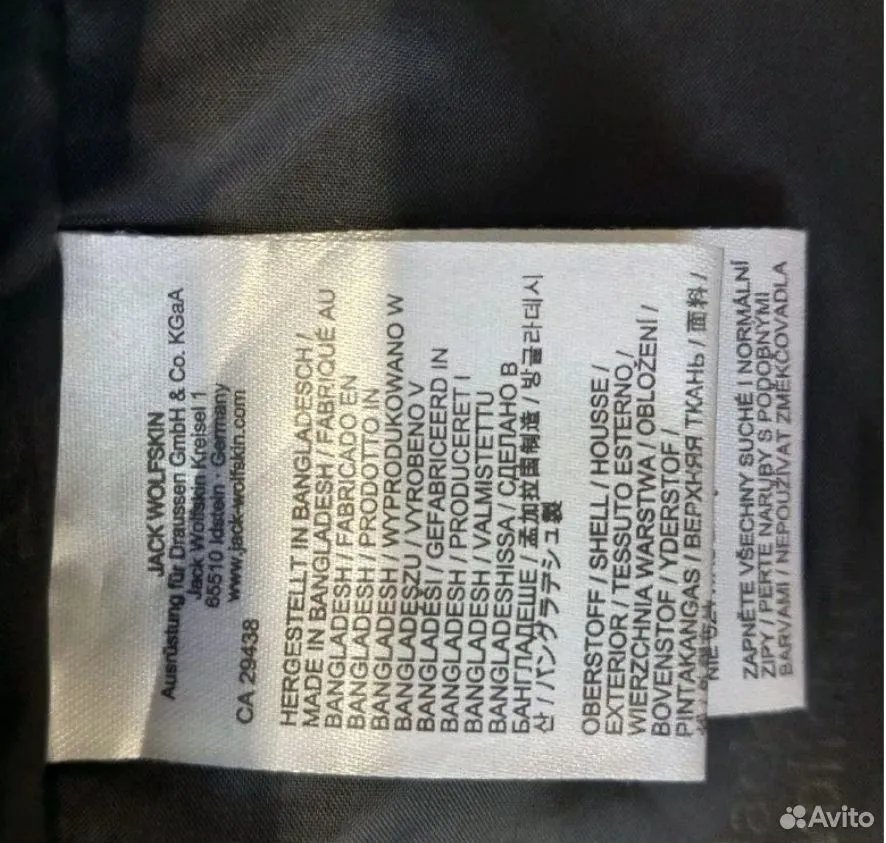 JACK WOLFSKIN
Ausrüstung für Draussen GmbH & Co. KGaA
Jack Wolfskin Kreisel 1
65510 Idstein · Germany
www.jack-wolfskin.com
CA 29438
HERGESTELLT IN BANGLADESCH /
MADE IN BANGLADESH / FABRIQUÉ AU
BANGLADESH / FABRICADO EN
BANGLADESH / PRODOTTO IN
BANGLADESH / WYPRODUKOWANO W
BANGLADESZU / VYROBENO V
BANGLADÉŠI / GEFABRICEERD IN
BANGLADESH / PRODUCERET I
BANGLADESH / VALMISTETTU
BANGLADESHISSA / СДЕЛАНО В
БАНГЛАДЕШЕ / 孟加拉国制造 / 방글라데시
산 / バングラデシュ製
OBERSTOFF / SHELL / HOUSSE /
EXTERIOR / TESSUTO ESTERNO /
WIERZCHNIA WARSTWA / OBLOŽENÍ /
BOVENSTOF / YDERSTOF /
PINTAKANGAS / ВЕРХНЯЯ ТКАНЬ / 面料 /
ZAPNĚTE VŠECHNY SUCHÉ I NORMÁLNÍ
ZIPY / PERTE NARUBY S PODOBNÝMI
BARVAMI / NEPOUŽÍVAT ZMĚKČOVADLA
Avito